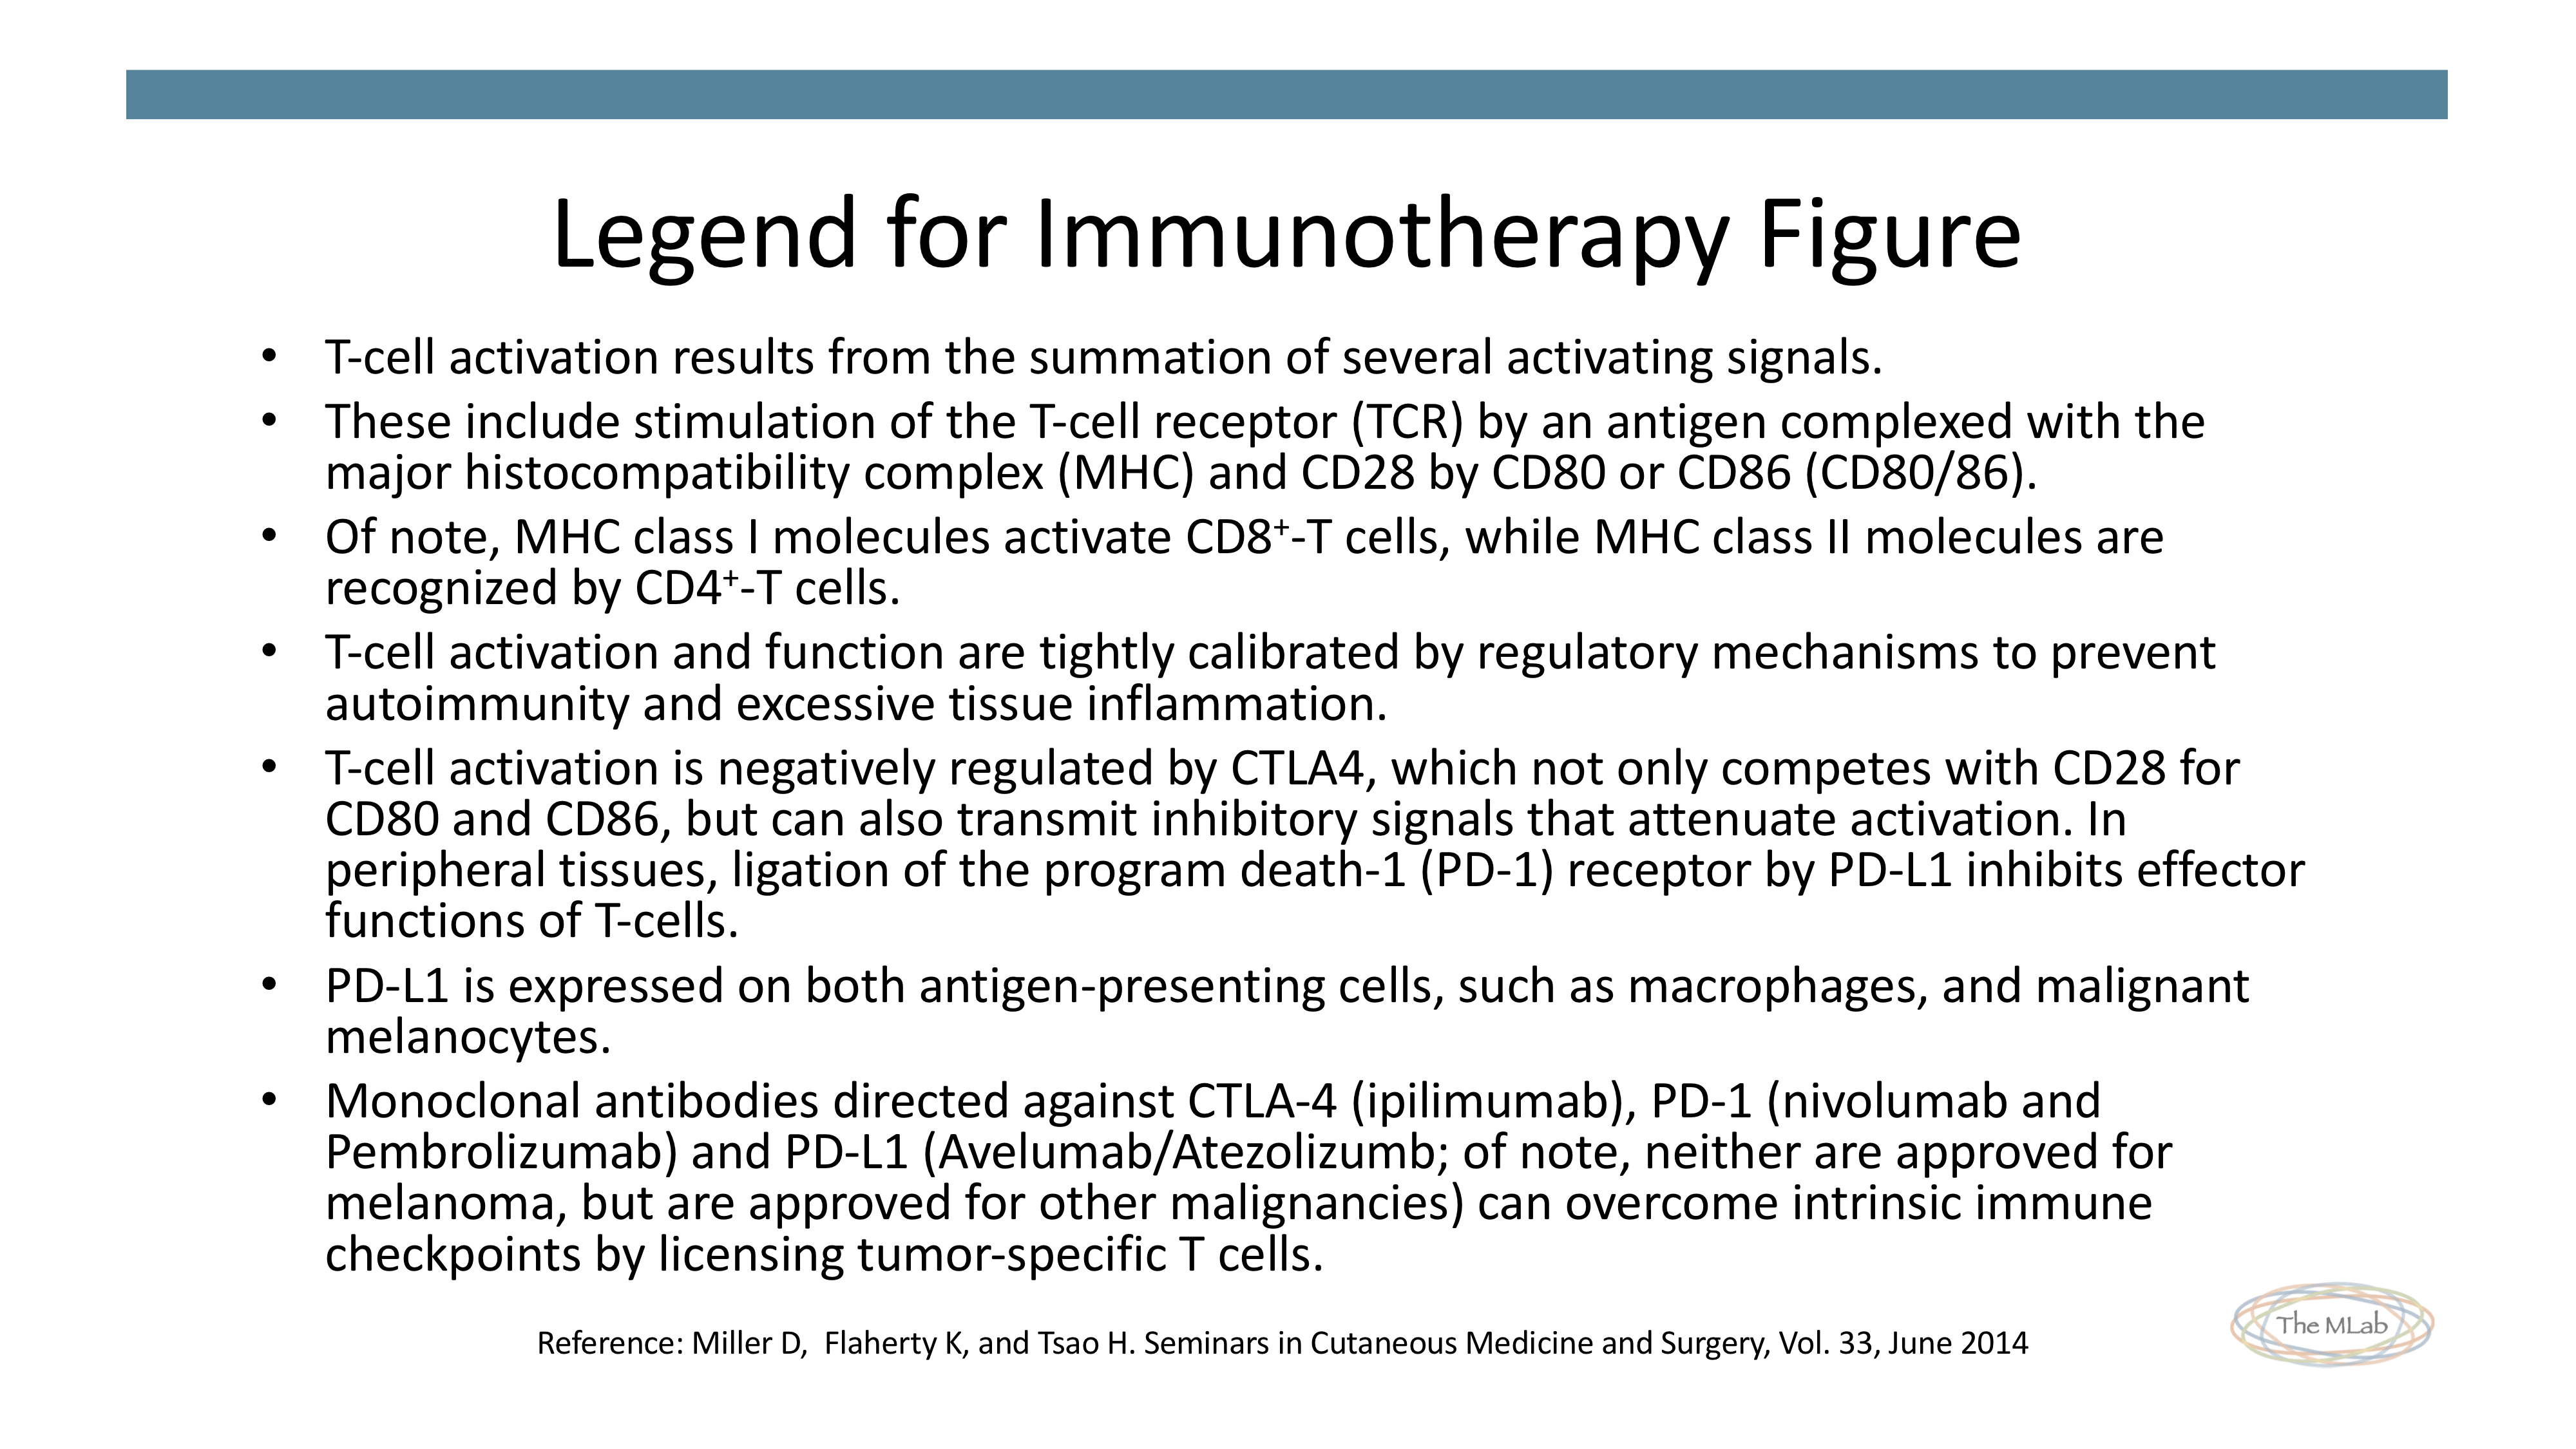 Legend for Immunotherapy Figure
• T-cell activation results from the summation of several activating signals.
• These include stimulation of the T-cell receptor (TCR) by an antigen complexed with the
major histocompatibility complex (MHC) and CD28 by CD80 or CD86 (CD80/86).
• Of note, MHC class I molecules activate CD8⁺-T cells, while MHC class II molecules are
recognized by CD4⁺-T cells.
• T-cell activation and function are tightly calibrated by regulatory mechanisms to prevent
autoimmunity and excessive tissue inflammation.
• T-cell activation is negatively regulated by CTLA4, which not only competes with CD28 for
CD80 and CD86, but can also transmit inhibitory signals that attenuate activation. In
peripheral tissues, ligation of the program death-1 (PD-1) receptor by PD-L1 inhibits effector
functions of T-cells.
• PD-L1 is expressed on both antigen-presenting cells, such as macrophages, and malignant
melanocytes.
• Monoclonal antibodies directed against CTLA-4 (ipilimumab), PD-1 (nivolumab and
Pembrolizumab) and PD-L1 (Avelumab/Atezolizumb; of note, neither are approved for
melanoma, but are approved for other malignancies) can overcome intrinsic immune
checkpoints by licensing tumor-specific T cells.
The MLab
Reference: Miller D,  Flaherty K, and Tsao H. Seminars in Cutaneous Medicine and Surgery, Vol. 33, June 2014